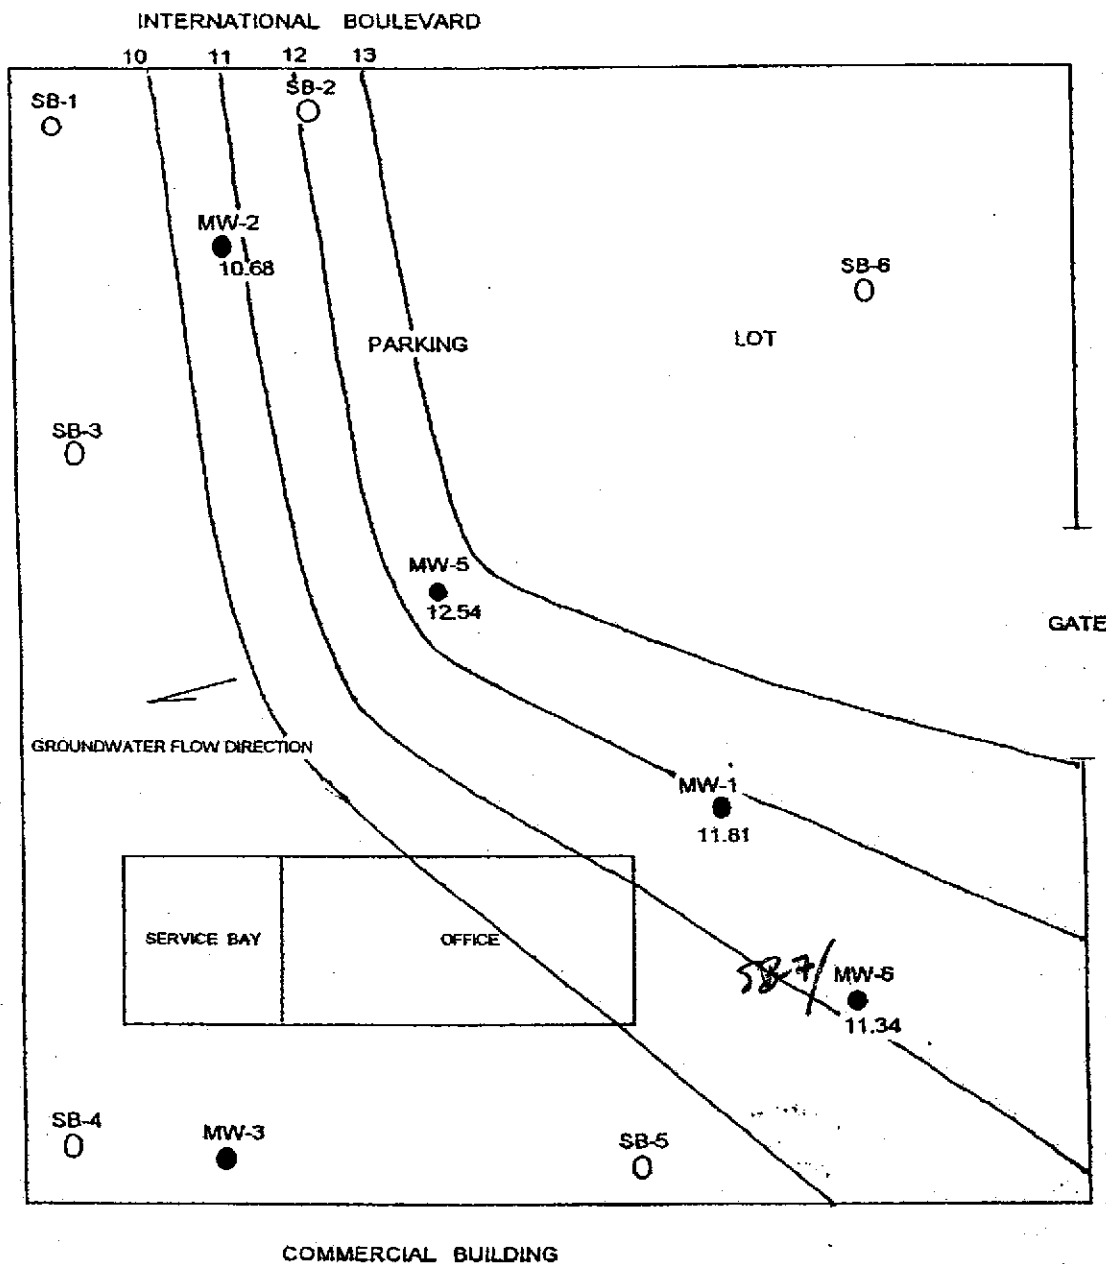 INTERNATIONAL BOULEVARD
10 11 12 13
SB-1
SB-2
MW-2
10.68
SB-6
PARKING
LOT
SB-3
MW-5
12.54
GATE
GROUNDWATER FLOW DIRECTION
MW-1
11.81
SERVICE BAY
OFFICE
SB-7/
MW-6
11.34
SB-4
MW-3
SB-5
COMMERCIAL BUILDING